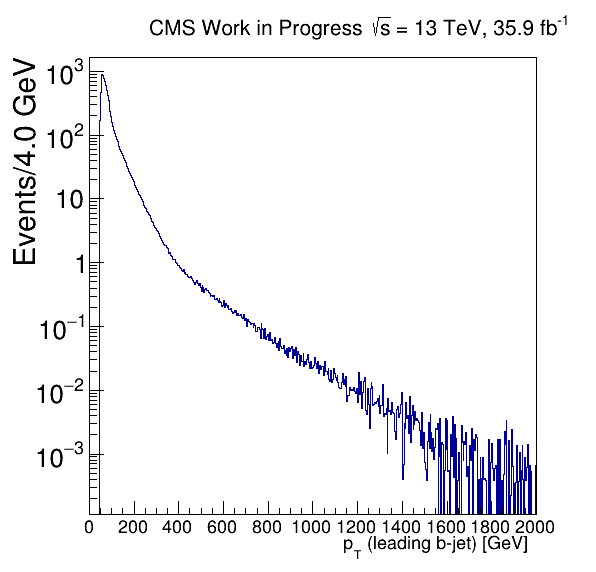 CMS Work in Progress √s = 13 TeV, 35.9 fb⁻¹
Events/4.0 GeV
10³
10²
10
1
10⁻¹
10⁻²
10⁻³
0 200 400 600 800 1000 1200 1400 1600 1800 2000
p_T (leading b-jet) [GeV]